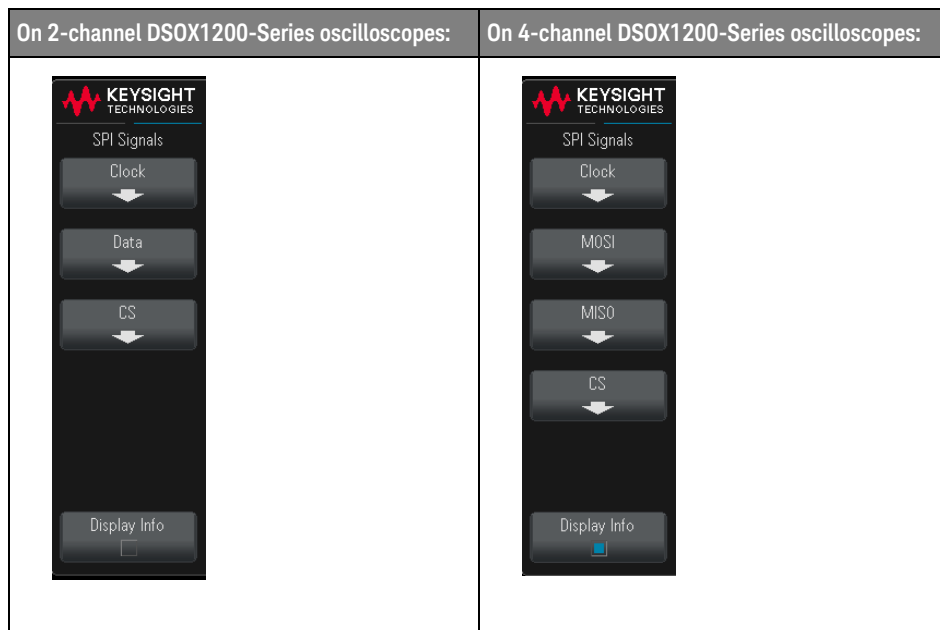 On 2-channel DSOX1200-Series oscilloscopes:
On 4-channel DSOX1200-Series oscilloscopes:
KEYSIGHT
TECHNOLOGIES
SPI Signals
Clock
Data
CS
Display Info
KEYSIGHT
TECHNOLOGIES
SPI Signals
Clock
MOSI
MISO
CS
Display Info